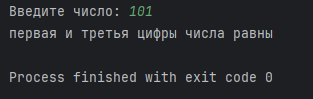 Введите число: 101
первая и третья цифры числа равны
Process finished with exit code 0